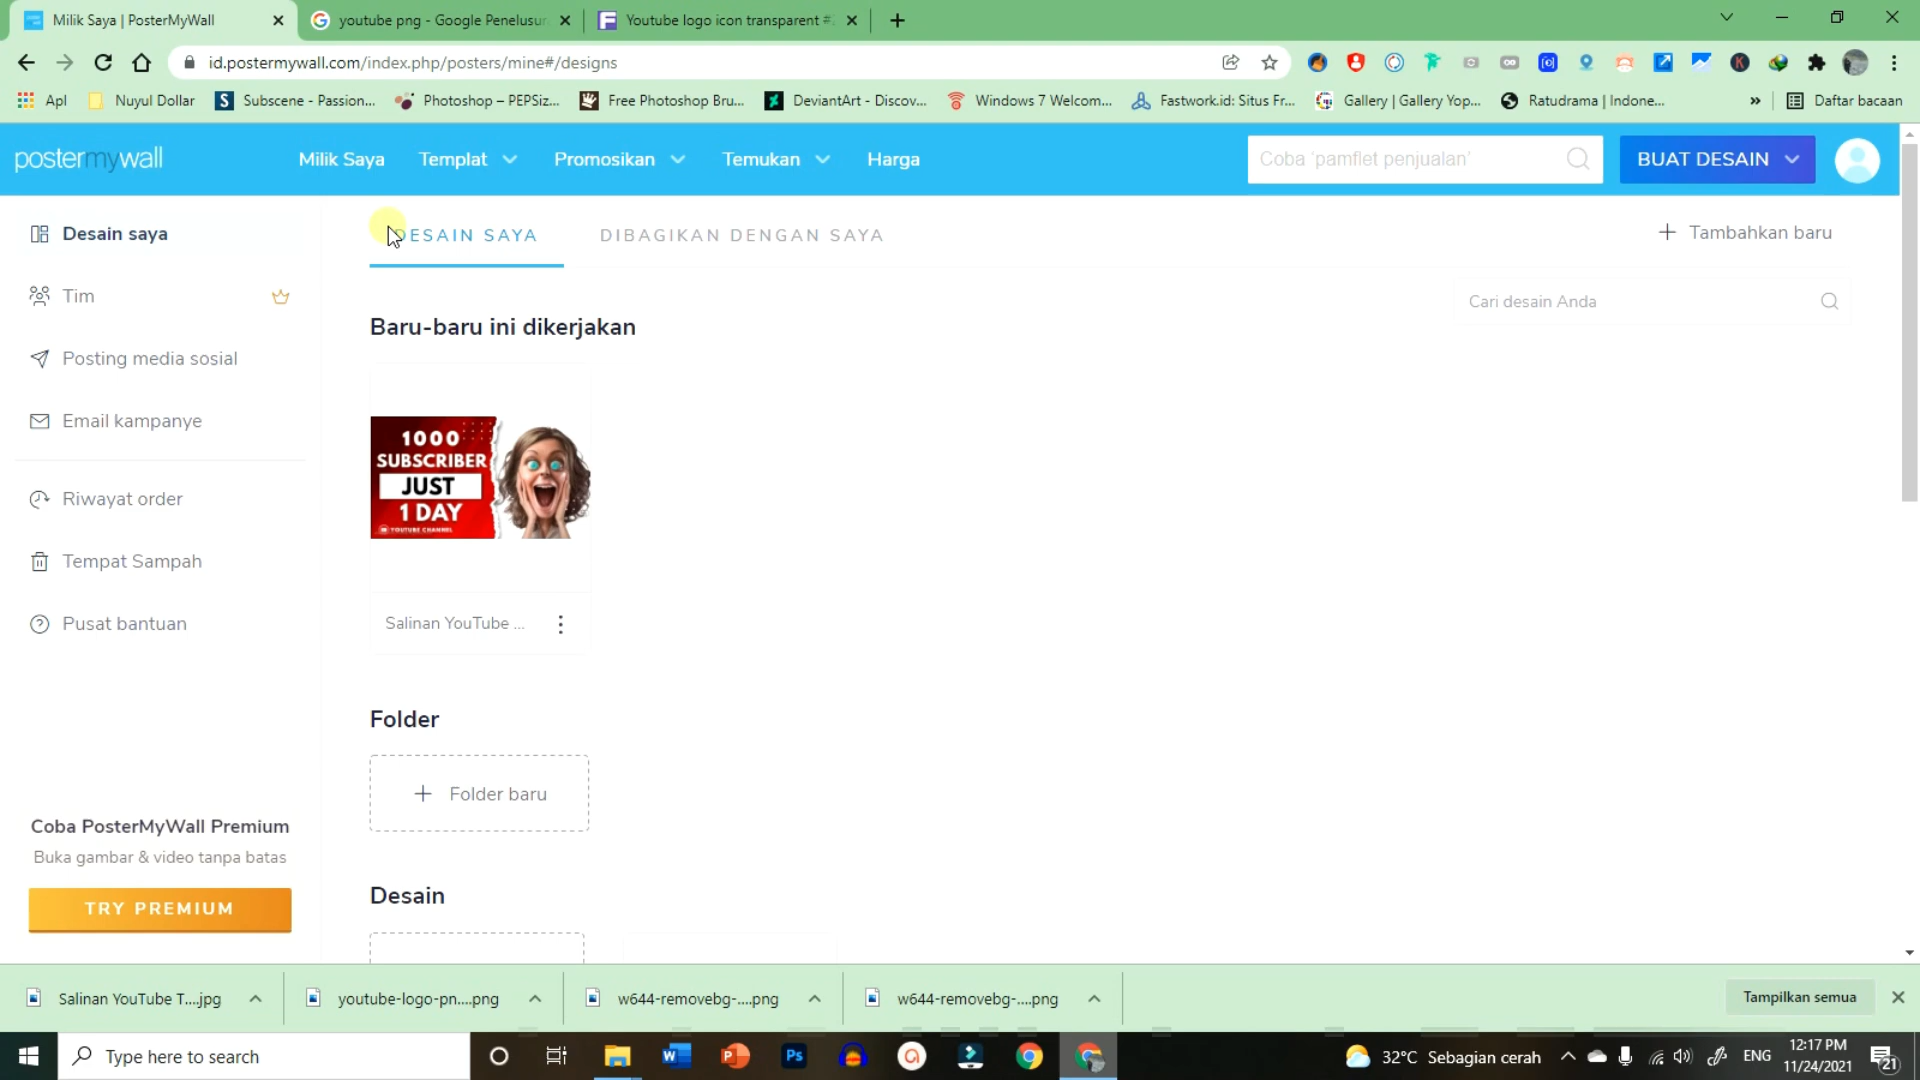 Milik Saya | PosterMyWall
youtube png - Google Penelusur
Youtube logo icon transparent #
id.postermywall.com/index.php/posters/mine#/designs
Apl
Nuyul Dollar
Subscene - Passion...
Photoshop – PEPSiz...
Free Photoshop Bru...
DeviantArt - Discov...
Windows 7 Welcom...
Fastwork.id: Situs Fr...
Gallery | Gallery Yop...
Ratudrama | Indone...
»
Daftar bacaan
postermywall
Milik Saya
Templat
Promosikan
Temukan
Harga
Coba 'pamflet penjualan'
BUAT DESAIN
Desain saya
Tim
Posting media sosial
Email kampanye
Riwayat order
Tempat Sampah
Pusat bantuan
Coba PosterMyWall Premium
Buka gambar & video tanpa batas
TRY PREMIUM
DESAIN SAYA
DIBAGIKAN DENGAN SAYA
+ Tambahkan baru
Cari desain Anda
Baru-baru ini dikerjakan
1000
SUBSCRIBER
JUST
1 DAY
YOUTUBE CHANNEL
Salinan YouTube ...
Folder
+ Folder baru
Desain
Salinan YouTube T....jpg
youtube-logo-pn....png
w644-removebg-....png
w644-removebg-....png
Tampilkan semua
Type here to search
32°C Sebagian cerah
ENG
12:17 PM
11/24/2021
21